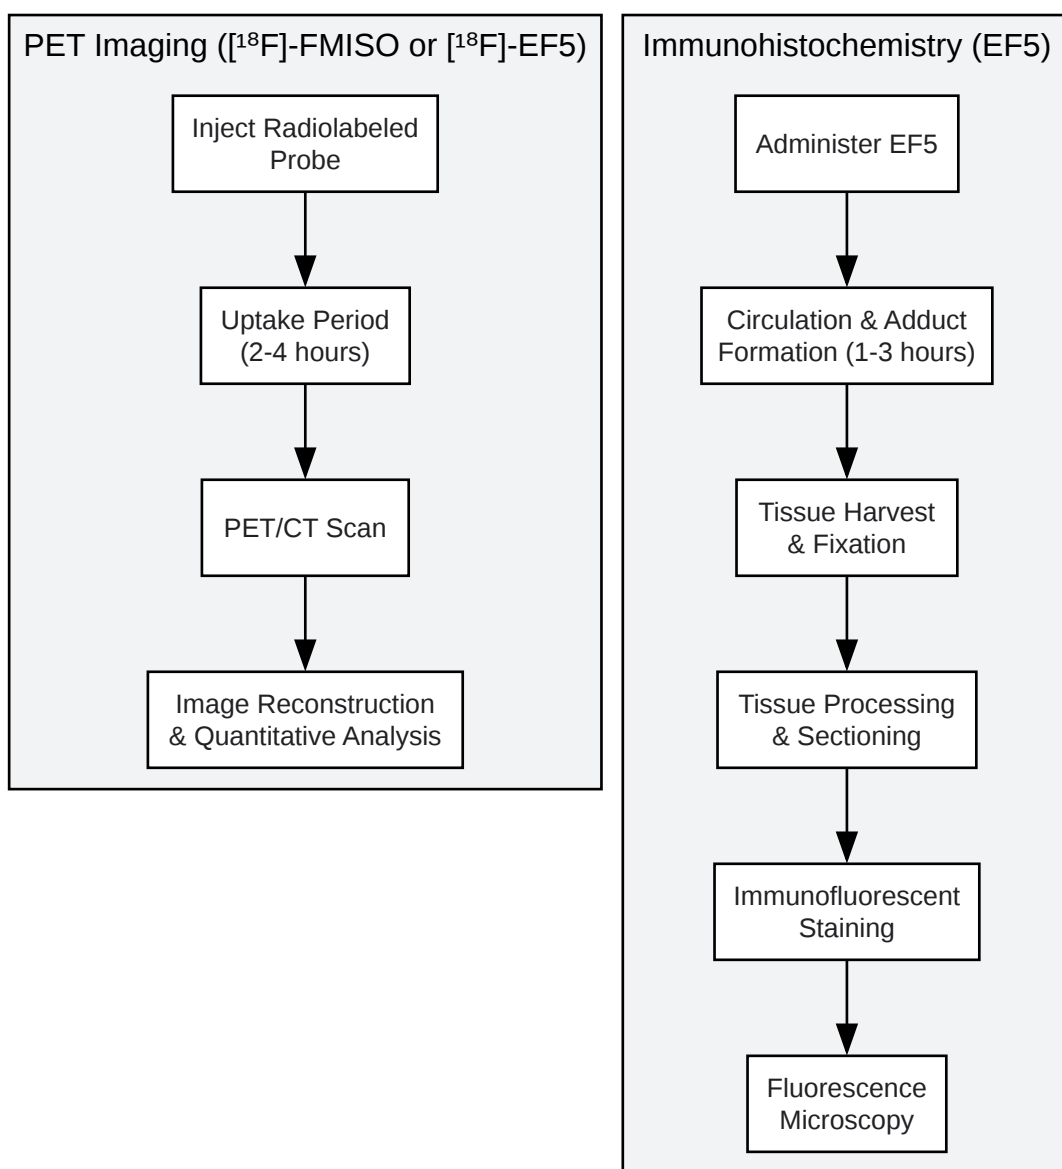 PET Imaging ([¹⁸F]-FMISO or [¹⁸F]-EF5)
Inject Radiolabeled
Probe
Uptake Period
(2-4 hours)
PET/CT Scan
Image Reconstruction
& Quantitative Analysis
Immunohistochemistry (EF5)
Administer EF5
Circulation & Adduct
Formation (1-3 hours)
Tissue Harvest
& Fixation
Tissue Processing
& Sectioning
Immunofluorescent
Staining
Fluorescence
Microscopy